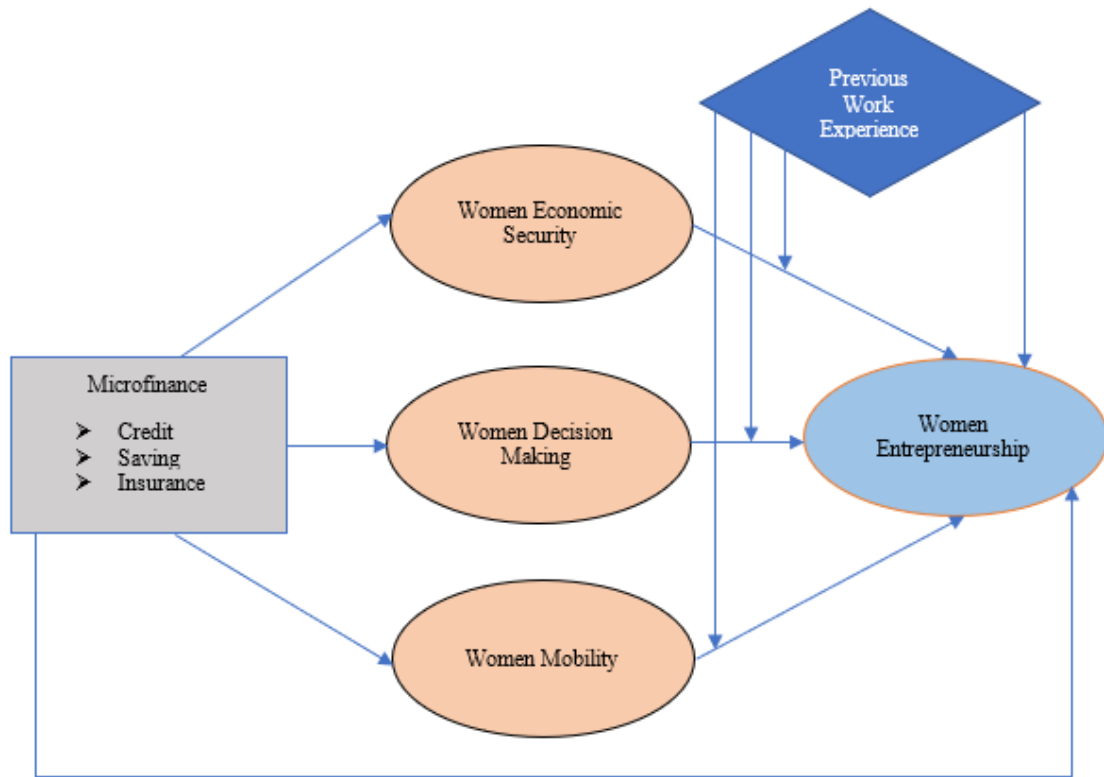 Previous
Work
Experience
Women Economic
Security
Microfinance
➢ Credit
➢ Saving
➢ Insurance
Women Decision
Making
Women
Entrepreneurship
Women Mobility